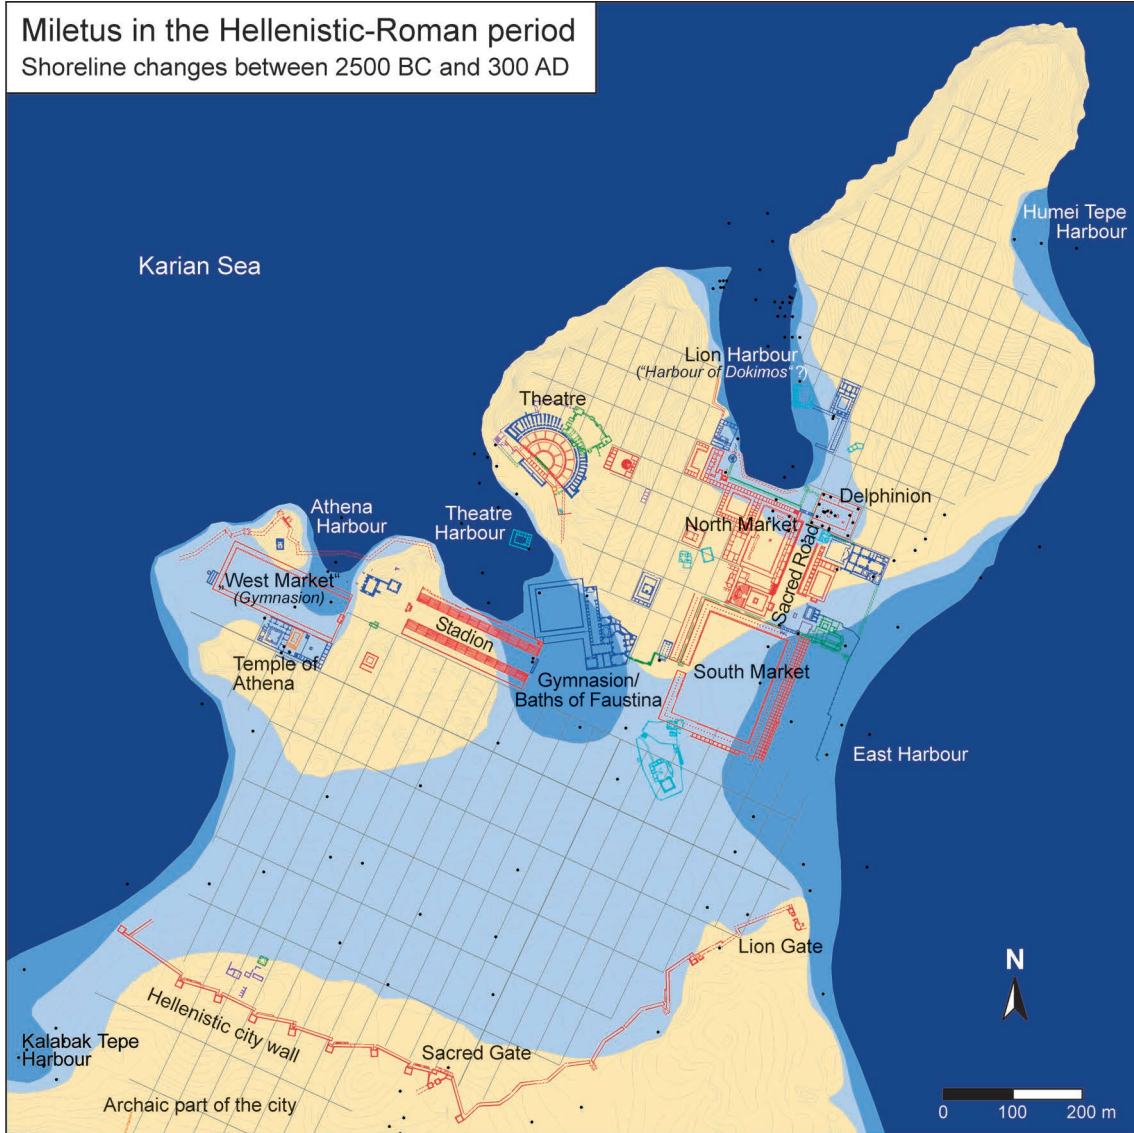 Miletus in the Hellenistic-Roman period
Shoreline changes between 2500 BC and 300 AD
Humei Tepe
Harbour
Karian Sea
Lion Harbour
("Harbour of Dokimos"?)
Theatre
Athena
Harbour
Theatre
Harbour
Delphinion
North Market
Sacred Road
"West Market"
(Gymnasion)
Stadion
Temple of
Athena
Gymnasion/
Baths of Faustina
South Market
East Harbour
Lion Gate
N
Hellenistic city wall
Kalabak Tepe
Harbour
Sacred Gate
Archaic part of the city
0 100 200 m